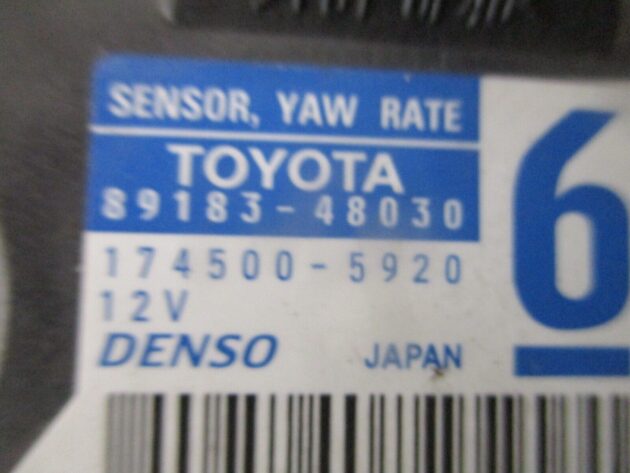 SENSOR, YAW RATE
TOYOTA
89183-48030
174500-5920
12V
DENSO JAPAN
6